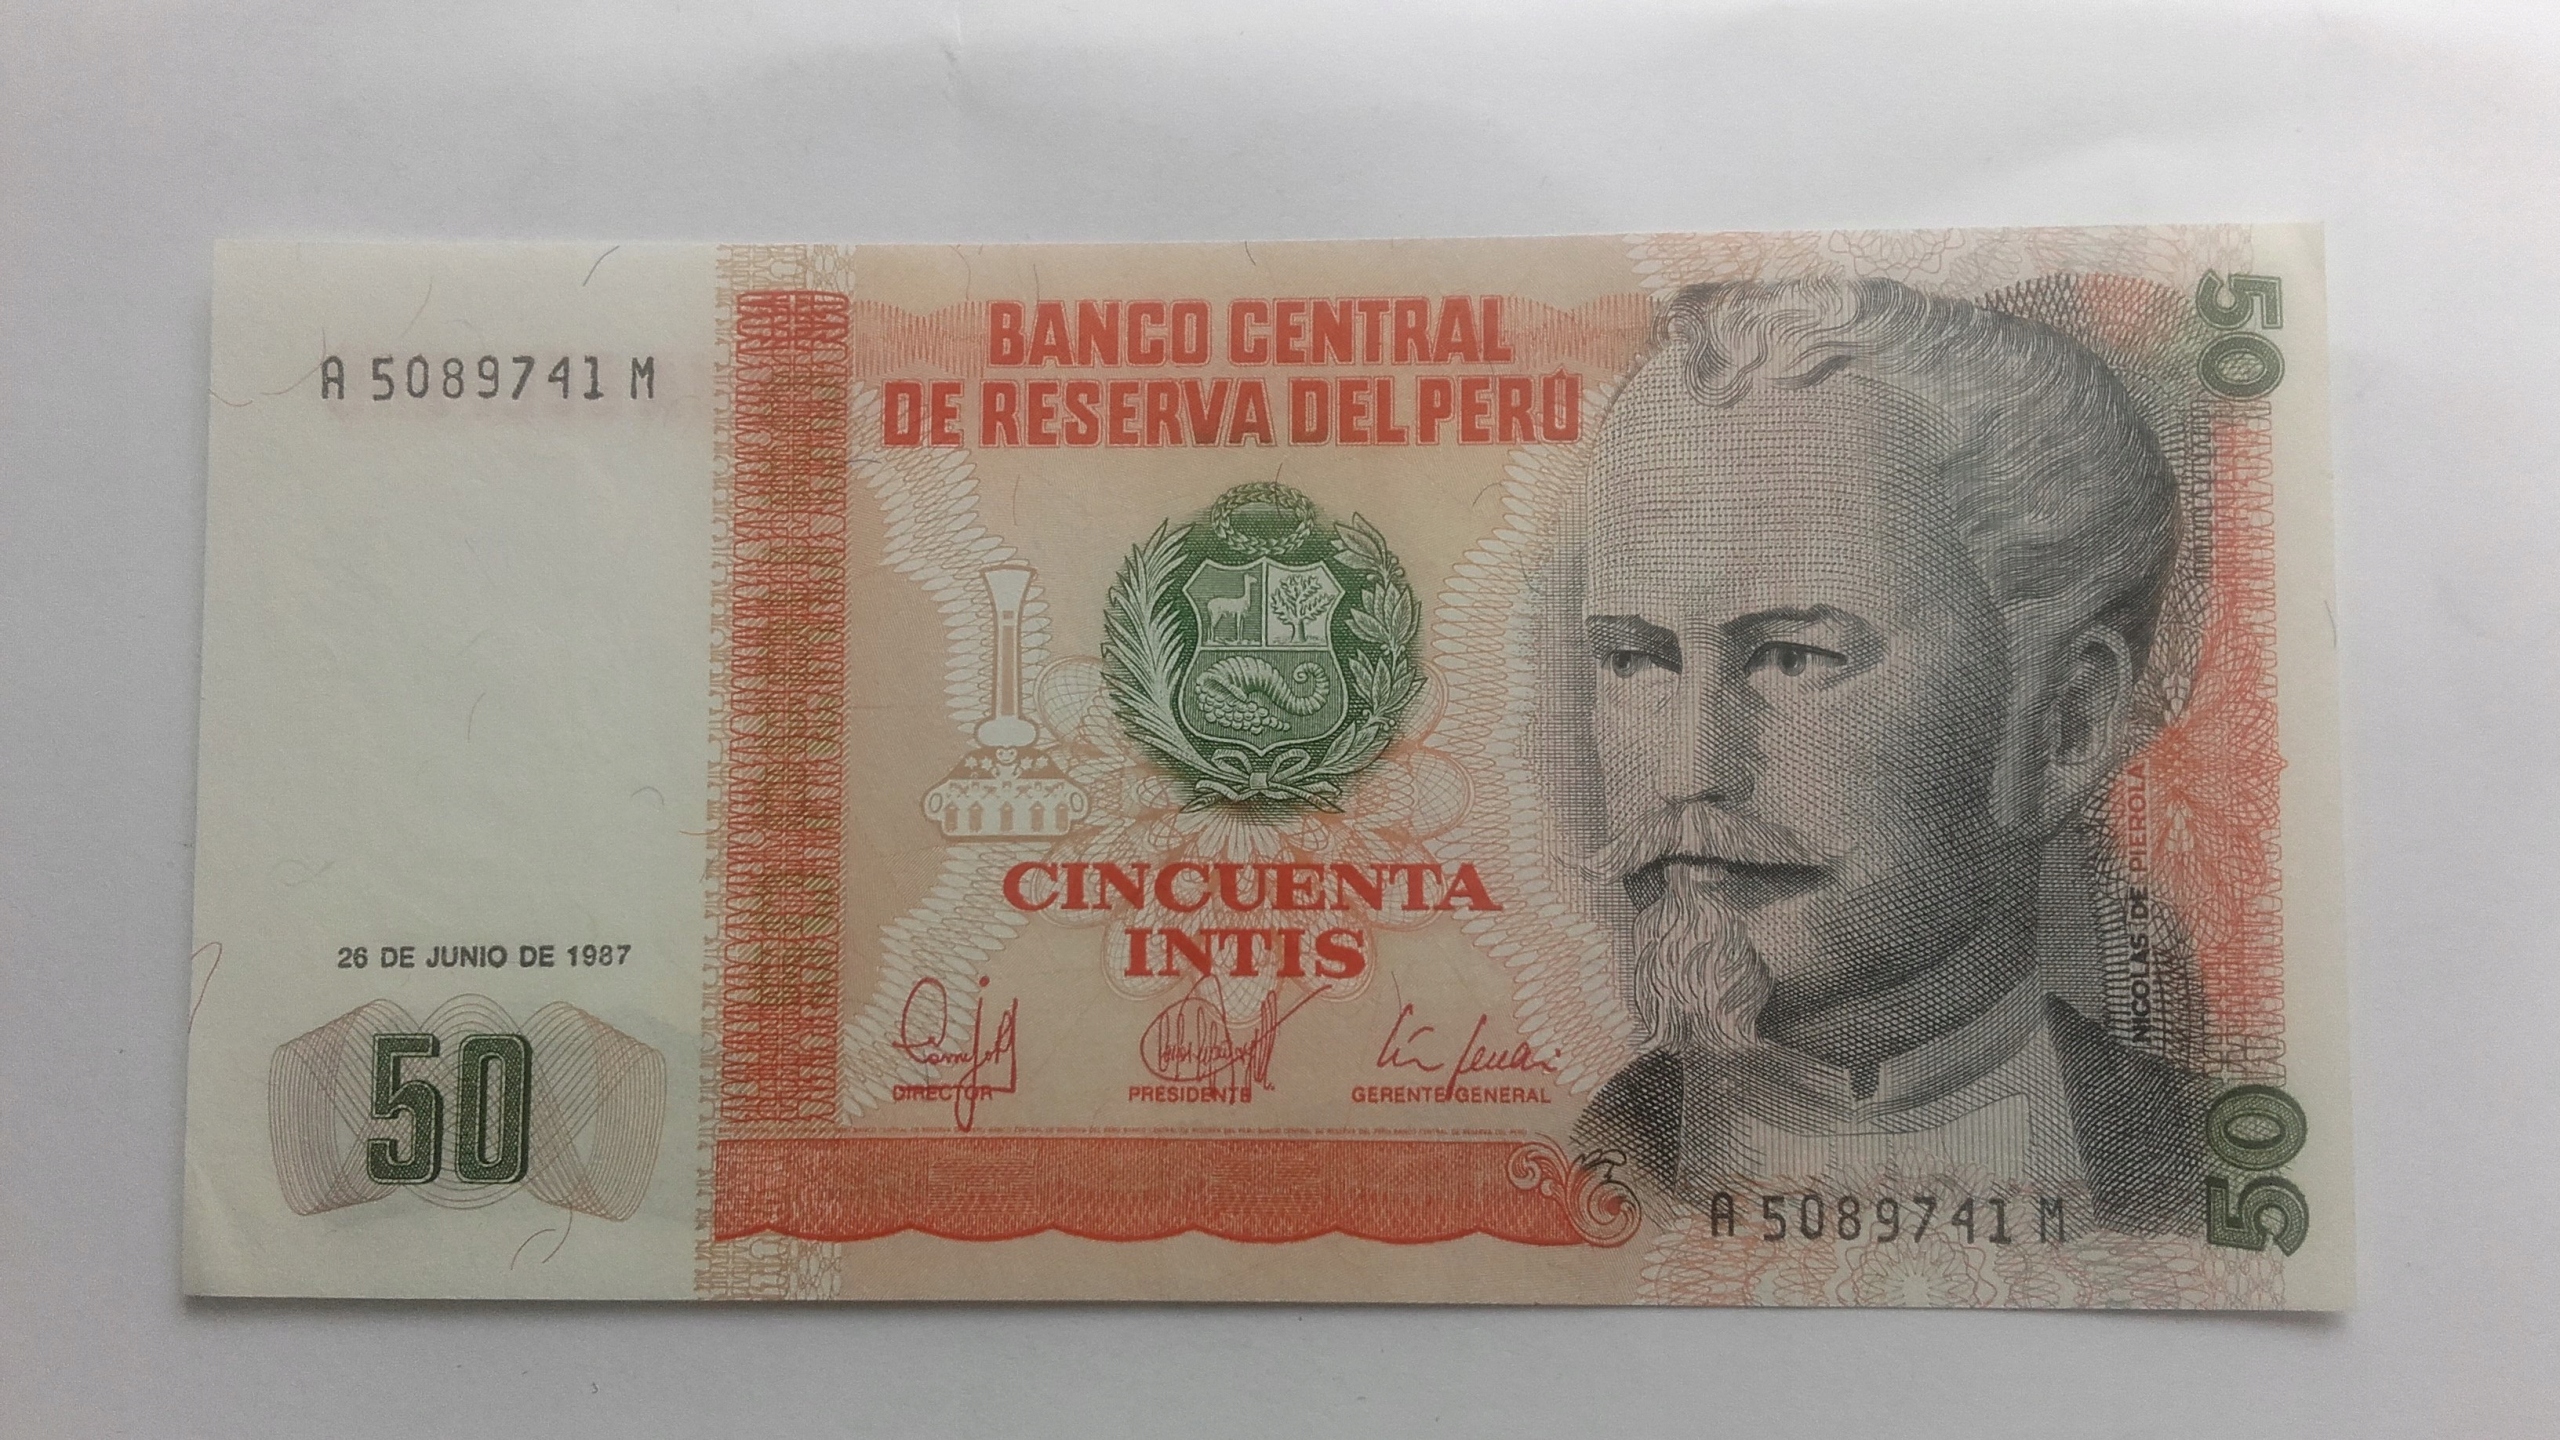 A 5089741 M
BANCO CENTRAL
DE RESERVA DEL PERÚ
50
CINCUENTA
INTIS
NICOLAS DE PIEROLA
26 DE JUNIO DE 1987
50
DIRECTOR
PRESIDENTE
GERENTE GENERAL
A 5089741 M
50